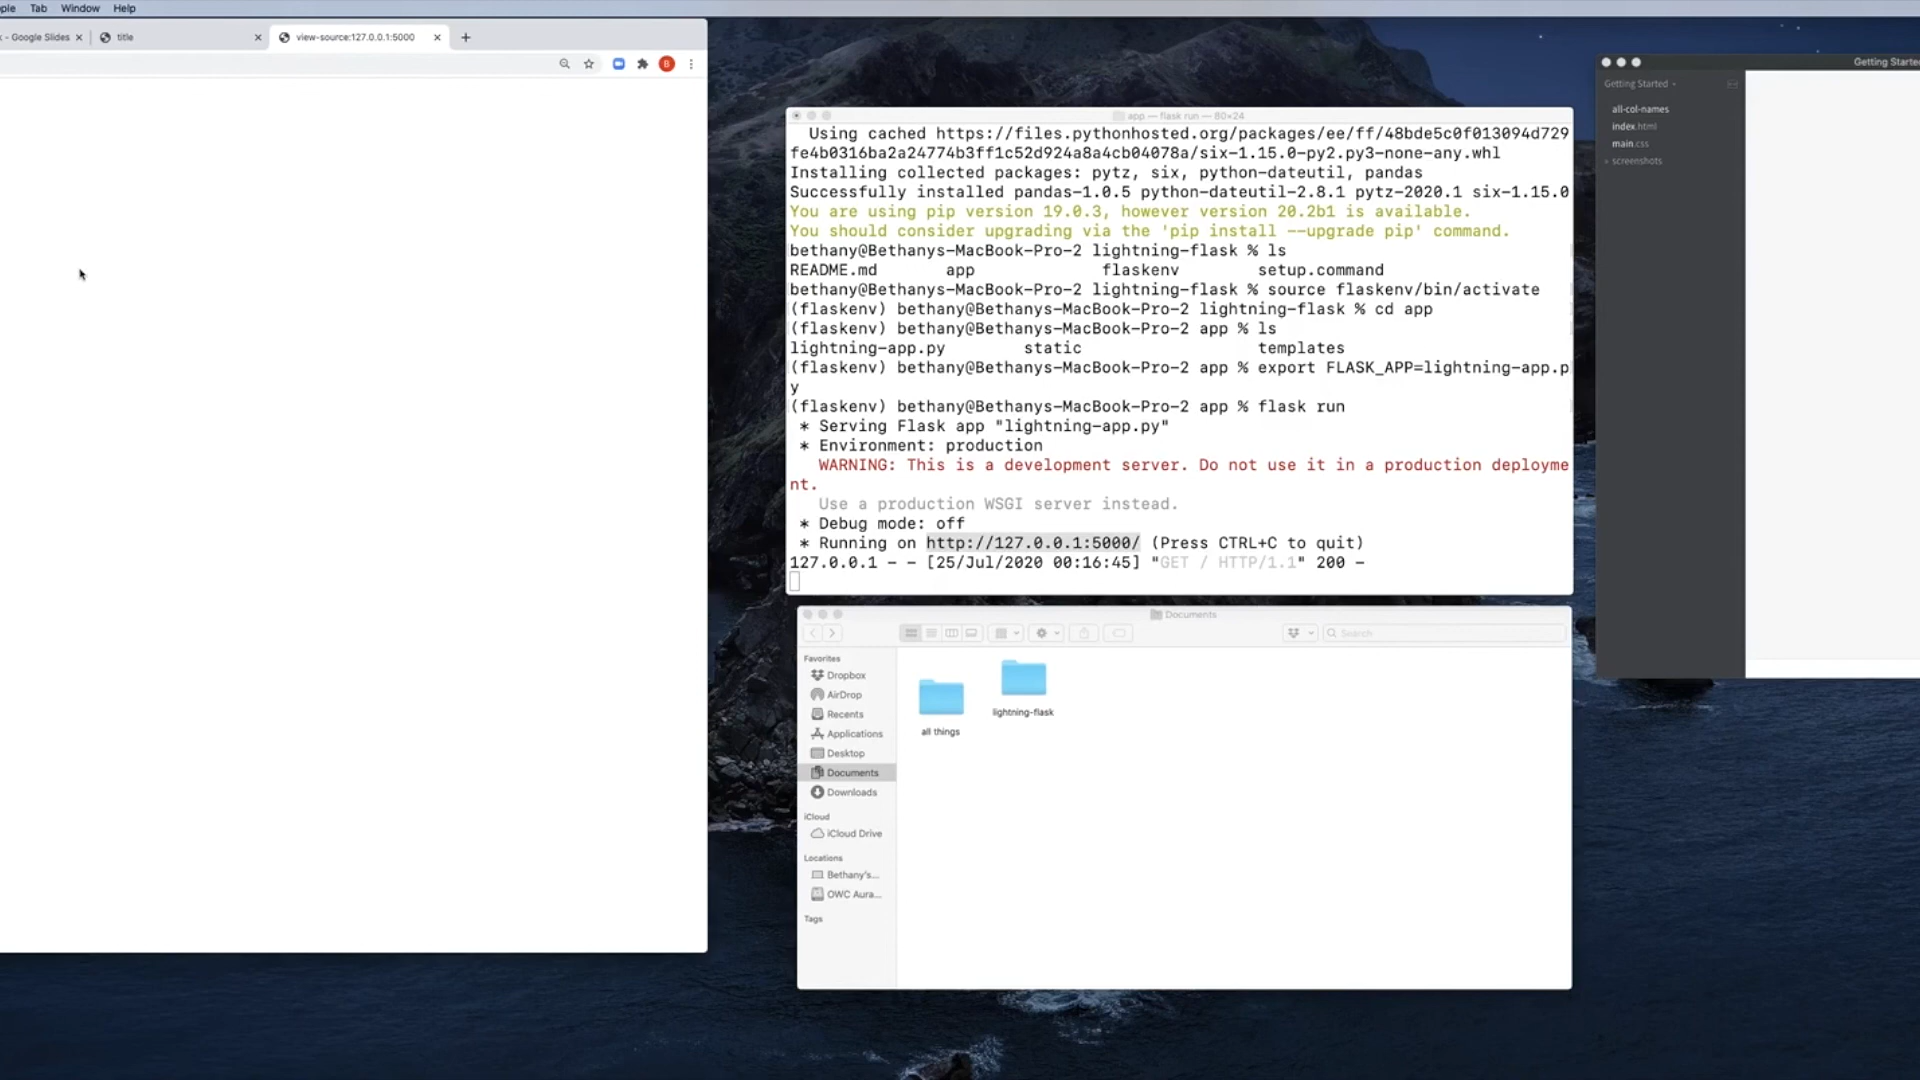 ple Tab Window Help
- Google Slides
title
view-source:127.0.0.1:5000
B
app — flask run — 80×24
Using cached https://files.pythonhosted.org/packages/ee/ff/48bde5c0f013094d729
fe4b0316ba2a24774b3ff1c52d924a8a4cb04078a/six-1.15.0-py2.py3-none-any.whl
Installing collected packages: pytz, six, python-dateutil, pandas
Successfully installed pandas-1.0.5 python-dateutil-2.8.1 pytz-2020.1 six-1.15.0
You are using pip version 19.0.3, however version 20.2b1 is available.
You should consider upgrading via the 'pip install --upgrade pip' command.
bethany@Bethanys-MacBook-Pro-2 lightning-flask % ls
README.md app flaskenv setup.command
bethany@Bethanys-MacBook-Pro-2 lightning-flask % source flaskenv/bin/activate
(flaskenv) bethany@Bethanys-MacBook-Pro-2 lightning-flask % cd app
(flaskenv) bethany@Bethanys-MacBook-Pro-2 app % ls
lightning-app.py static templates
(flaskenv) bethany@Bethanys-MacBook-Pro-2 app % export FLASK_APP=lightning-app.p
y
(flaskenv) bethany@Bethanys-MacBook-Pro-2 app % flask run
* Serving Flask app "lightning-app.py"
* Environment: production
WARNING: This is a development server. Do not use it in a production deployme
nt.
Use a production WSGI server instead.
* Debug mode: off
* Running on http://127.0.0.1:5000/ (Press CTRL+C to quit)
127.0.0.1 - - [25/Jul/2020 00:16:45] "GET / HTTP/1.1" 200 -
Documents
Search
Favorites
Dropbox
AirDrop
Recents
Applications
Desktop
Documents
Downloads
iCloud
iCloud Drive
Locations
Bethany's...
OWC Aura...
Tags
all things
lightning-flask
Getting Starte
Getting Started
all-col-names
index.html
main.css
screenshots